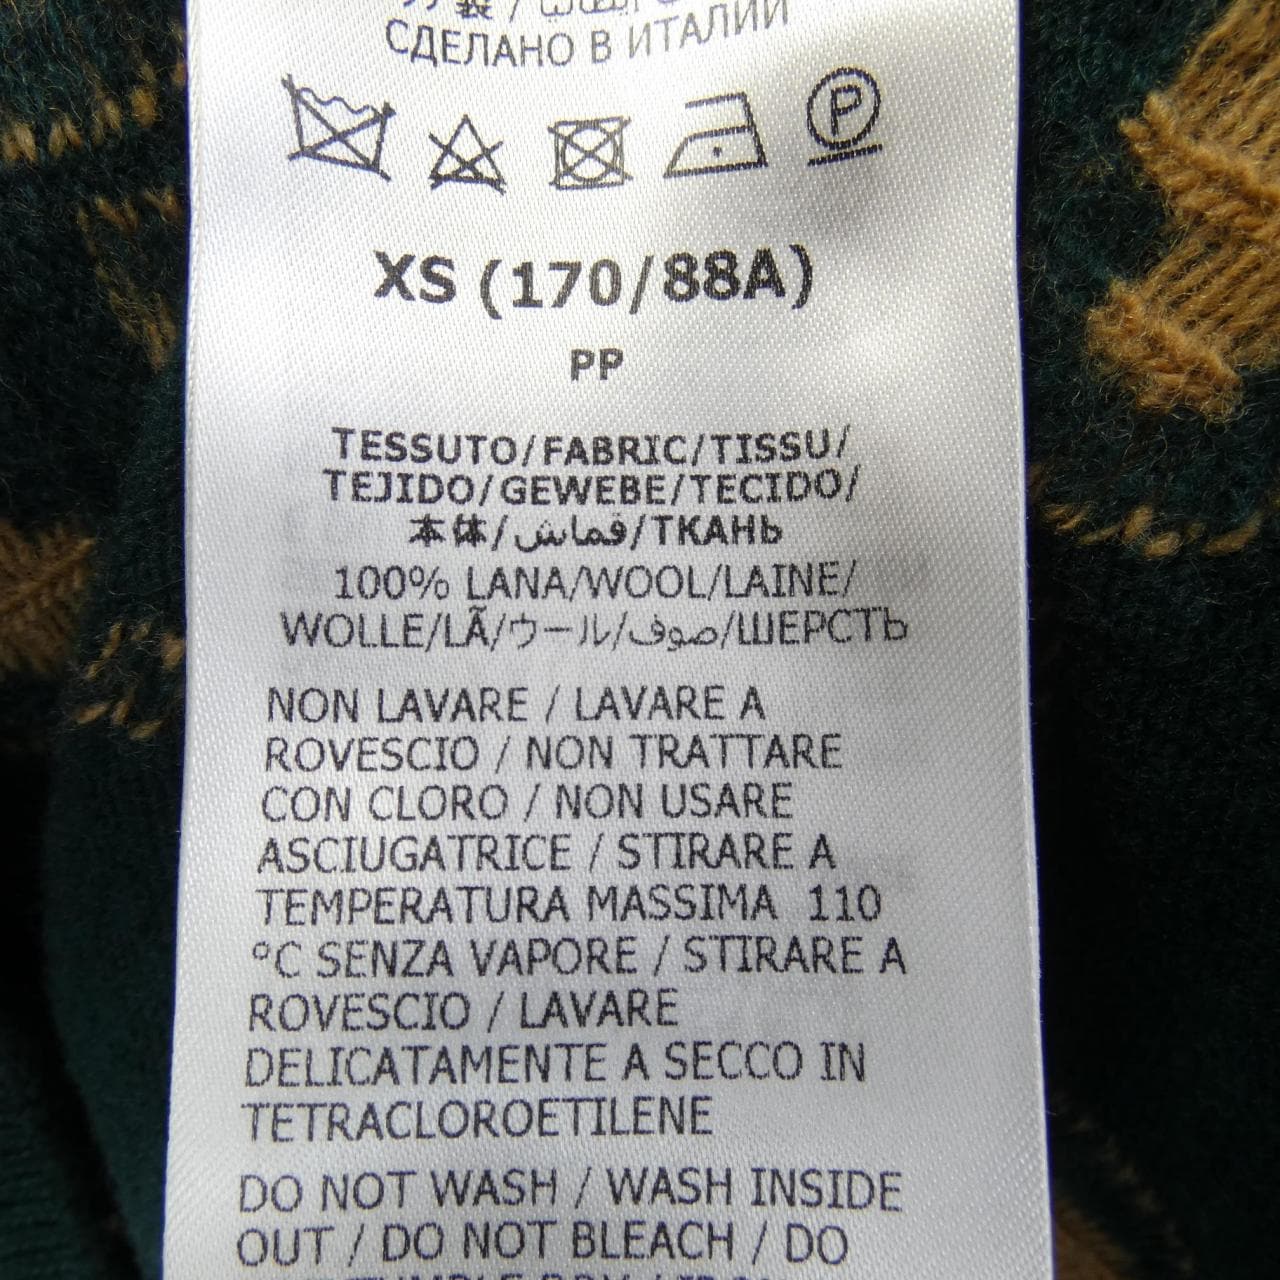 СДЕЛАНО В ИТАЛИИ
P
XS (170/88A)
PP
TESSUTO/FABRIC/TISSU/
TEJIDO/GEWEBE/TECIDO/
本体/قماش/ТКАНЬ
100% LANA/WOOL/LAINE/
WOLLE/LÃ/ウール/صوف/ШЕРСТЬ
NON LAVARE / LAVARE A
ROVESCIO / NON TRATTARE
CON CLORO / NON USARE
ASCIUGATRICE / STIRARE A
TEMPERATURA MASSIMA 110
°C SENZA VAPORE / STIRARE A
ROVESCIO / LAVARE
DELICATAMENTE A SECCO IN
TETRACLOROETILENE
DO NOT WASH / WASH INSIDE
OUT / DO NOT BLEACH / DO